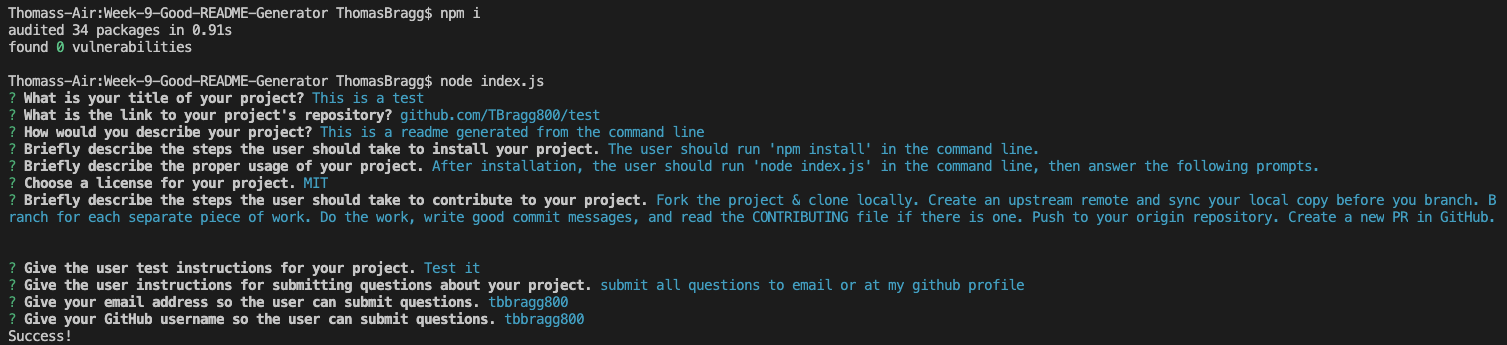 Thomass-Air:Week-9-Good-README-Generator ThomasBragg$ npm i
audited 34 packages in 0.91s
found 0 vulnerabilities
Thomass-Air:Week-9-Good-README-Generator ThomasBragg$ node index.js
? What is your title of your project? This is a test
? What is the link to your project's repository? github.com/TBragg800/test
? How would you describe your project? This is a readme generated from the command line
? Briefly describe the steps the user should take to install your project. The user should run 'npm install' in the command line.
? Briefly describe the proper usage of your project. After installation, the user should run 'node index.js' in the command line, then answer the following prompts.
? Choose a license for your project. MIT
? Briefly describe the steps the user should take to contribute to your project. Fork the project & clone locally. Create an upstream remote and sync your local copy before you branch. B
ranch for each separate piece of work. Do the work, write good commit messages, and read the CONTRIBUTING file if there is one. Push to your origin repository. Create a new PR in GitHub.
? Give the user test instructions for your project. Test it
? Give the user instructions for submitting questions about your project. submit all questions to email or at my github profile
? Give your email address so the user can submit questions. tbbragg800
? Give your GitHub username so the user can submit questions. tbbragg800
Success!